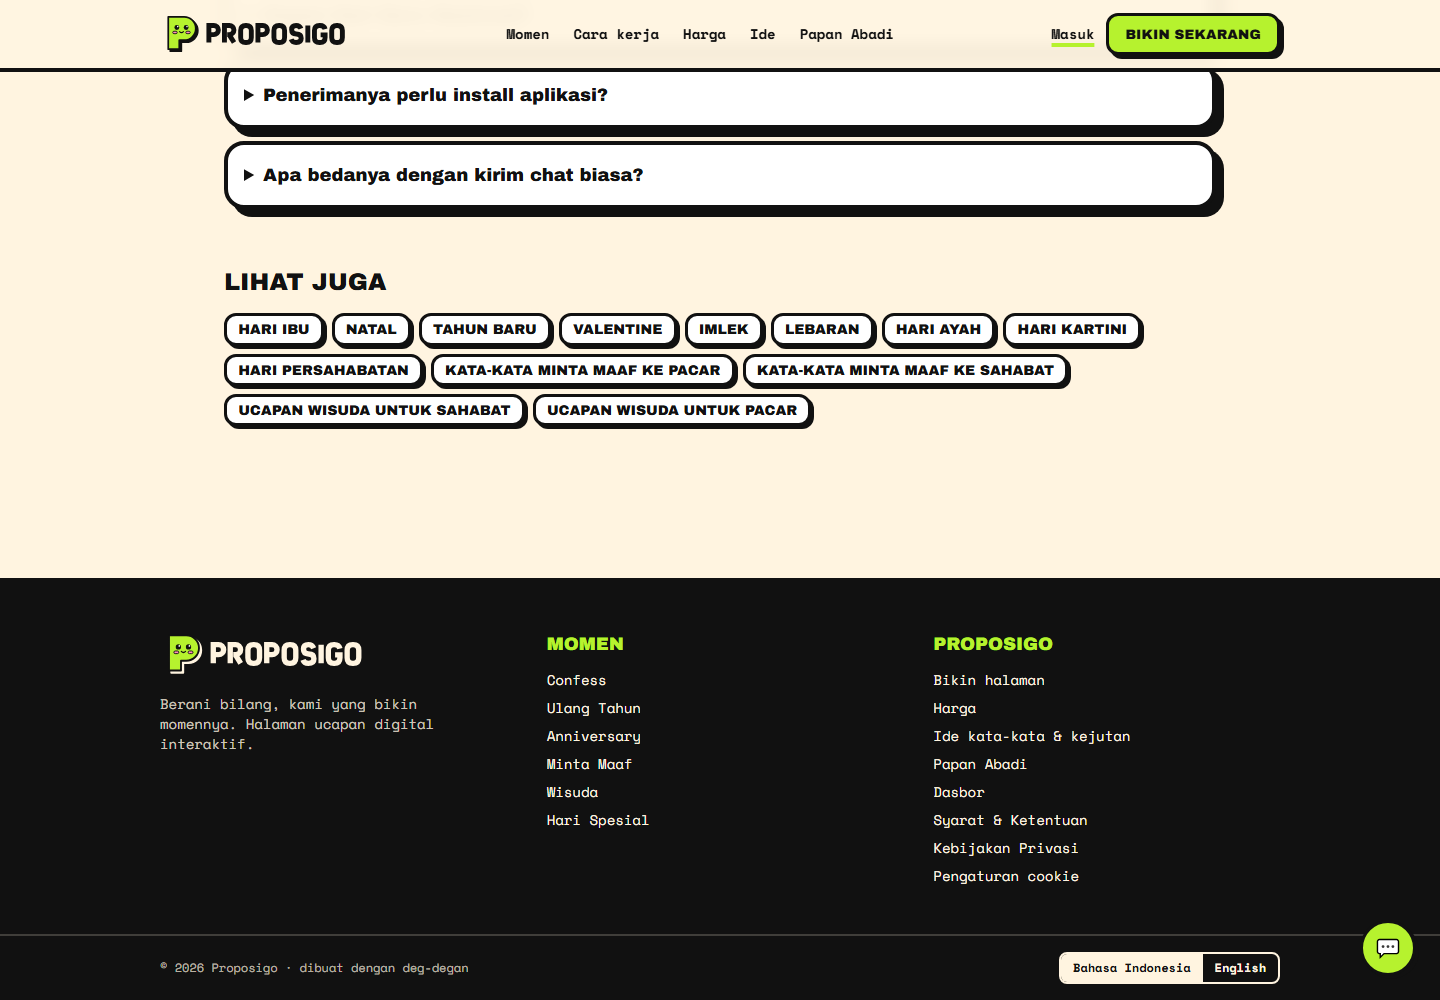 PROPOSIGO
Momen
Cara kerja
Harga
Ide
Papan Abadi
Masuk
BIKIN SEKARANG
Penerimanya perlu install aplikasi?
Apa bedanya dengan kirim chat biasa?
LIHAT JUGA
HARI IBU
NATAL
TAHUN BARU
VALENTINE
IMLEK
LEBARAN
HARI AYAH
HARI KARTINI
HARI PERSAHABATAN
KATA-KATA MINTA MAAF KE PACAR
KATA-KATA MINTA MAAF KE SAHABAT
UCAPAN WISUDA UNTUK SAHABAT
UCAPAN WISUDA UNTUK PACAR
PROPOSIGO
Berani bilang, kami yang bikin
momennya. Halaman ucapan digital
interaktif.
MOMEN
Confess
Ulang Tahun
Anniversary
Minta Maaf
Wisuda
Hari Spesial
PROPOSIGO
Bikin halaman
Harga
Ide kata-kata & kejutan
Papan Abadi
Dasbor
Syarat & Ketentuan
Kebijakan Privasi
Pengaturan cookie
© 2026 Proposigo · dibuat dengan deg-degan
Bahasa Indonesia
English